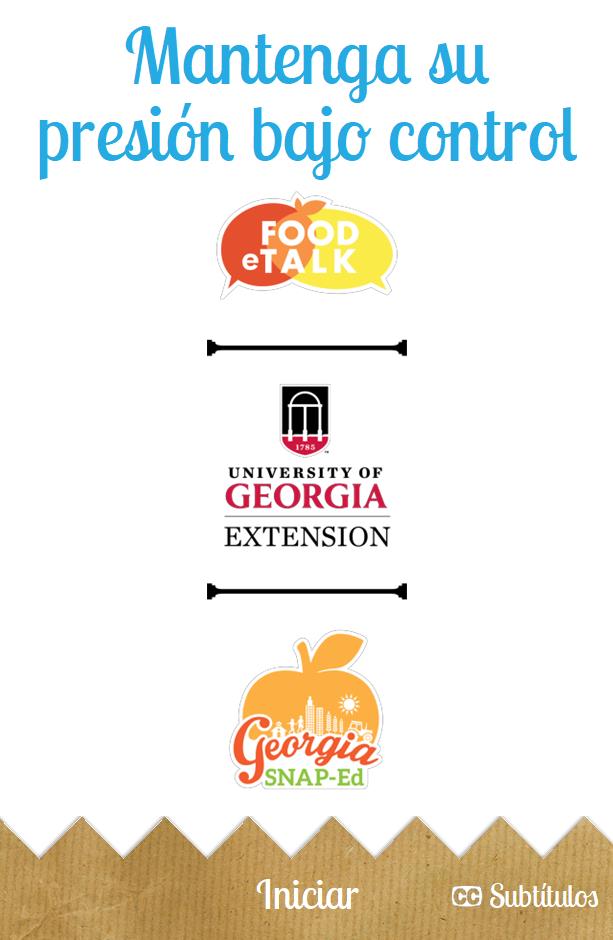 Mantenga su
presión bajo control
FOOD
eTALK
1785
UNIVERSITY OF
GEORGIA
EXTENSION
Georgia
SNAP-Ed
Iniciar
CC Subtítulos